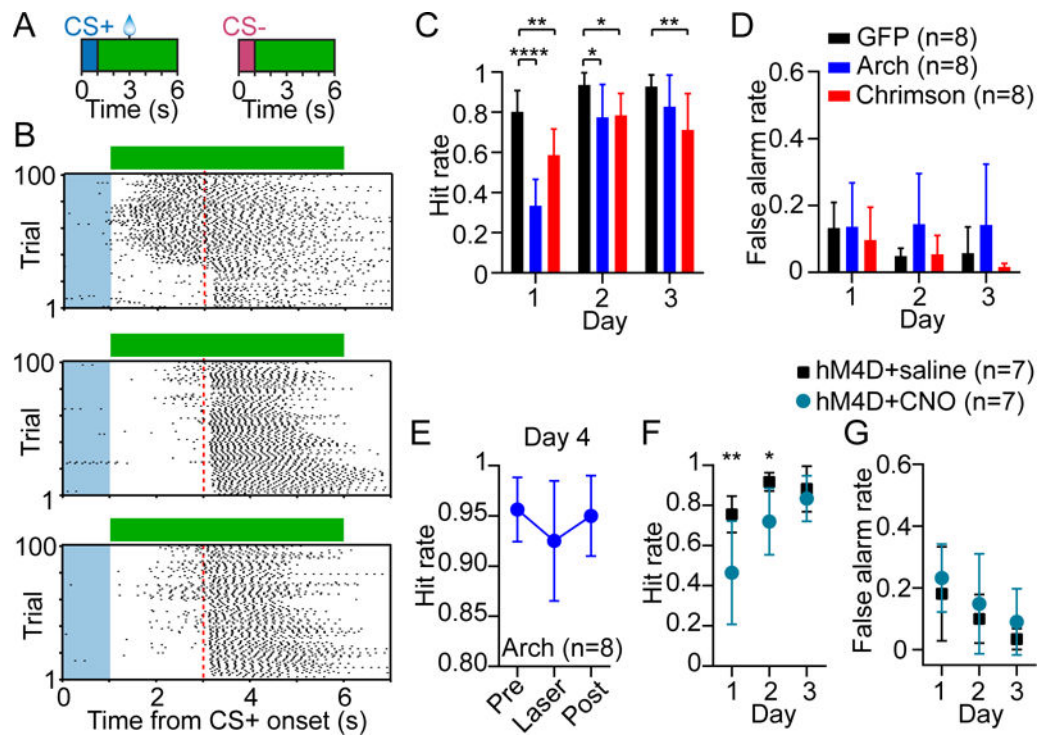 A
CS+
CS-
0 3 6
Time (s)
0 3 6
Time (s)
B
100
Trial
1
100
Trial
1
100
Trial
1
0 2 4 6
Time from CS+ onset (s)
C
** * **
**** *
Hit rate
1
0.8
0.6
0.4
0.2
0
1 2 3
Day
D
GFP (n=8)
Arch (n=8)
Chrimson (n=8)
False alarm rate
0.6
0.4
0.2
0
1 2 3
Day
hM4D+saline (n=7)
hM4D+CNO (n=7)
E
Day 4
Hit rate
1
0.95
0.90
0.85
0.80
Arch (n=8)
Pre Laser Post
F
** *
Hit rate
1
0.8
0.6
0.4
0.2
0
1 2 3
Day
G
False alarm rate
0.6
0.4
0.2
0
1 2 3
Day